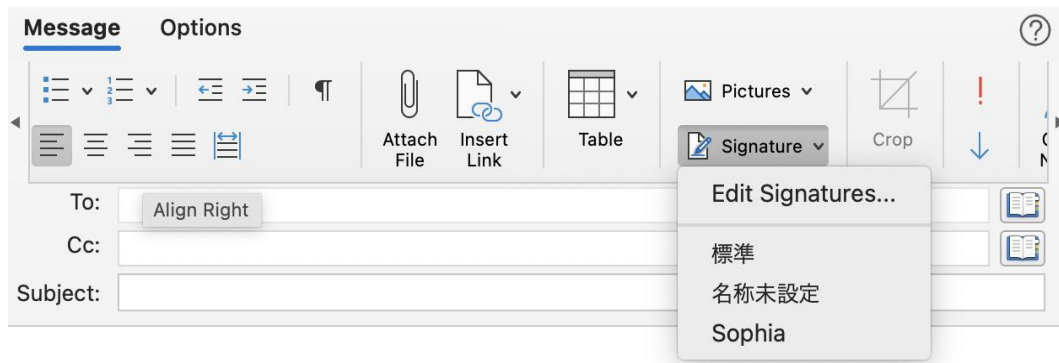 Message Options
Pictures
Attach File
Insert Link
Table
Signature
Crop
Edit Signatures...
To:
Align Right
Cc:
標準
名称未設定
Subject:
Sophia